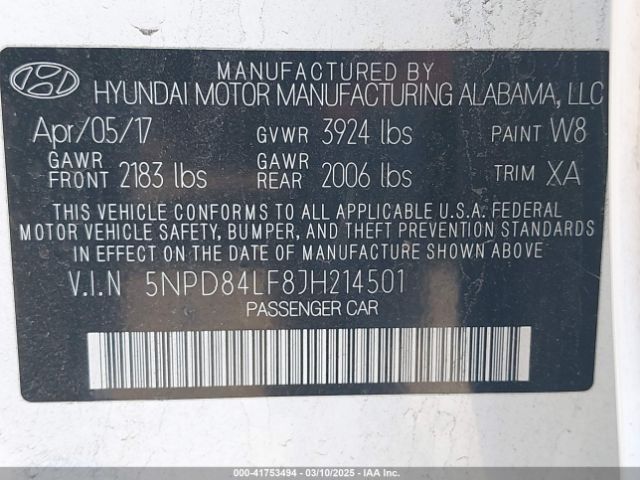 MANUFACTURED BY
HYUNDAI MOTOR MANUFACTURING ALABAMA, LLC
Apr/05/17 GVWR 3924 lbs PAINT W8
GAWR FRONT 2183 lbs GAWR REAR 2006 lbs TRIM XA
THIS VEHICLE CONFORMS TO ALL APPLICABLE U.S.A. FEDERAL
MOTOR VEHICLE SAFETY, BUMPER, AND THEFT PREVENTION STANDARDS
IN EFFECT ON THE DATE OF MANUFACTURE SHOWN ABOVE.
V.I.N 5NPD84LF8JH214501
PASSENGER CAR
000-41753494 - 03/10/2025 - IAA Inc.